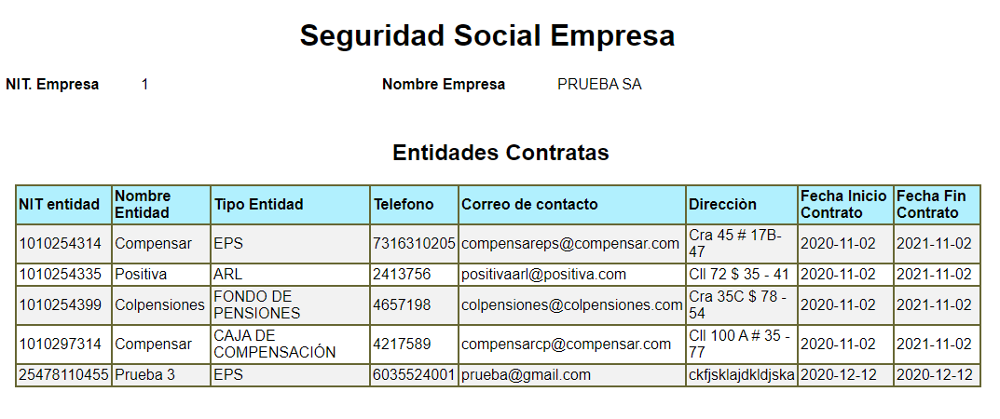 Seguridad Social Empresa
NIT. Empresa 1 Nombre Empresa PRUEBA SA
Entidades Contratas
NIT entidad Nombre Entidad Tipo Entidad Telefono Correo de contacto Direcciòn Fecha Inicio Contrato Fecha Fin Contrato
1010254314 Compensar EPS 7316310205 compensareps@compensar.com Cra 45 # 17B-47 2020-11-02 2021-11-02
1010254335 Positiva ARL 2413756 positivaarl@positiva.com Cll 72 $ 35 - 41 2020-11-02 2021-11-02
1010254399 Colpensiones FONDO DE PENSIONES 4657198 colpensiones@colpensiones.com Cra 35C $ 78 - 54 2020-11-02 2021-11-02
1010297314 Compensar CAJA DE COMPENSACIÓN 4217589 compensarcp@compensar.com Cll 100 A # 35 - 77 2020-11-02 2021-11-02
25478110455 Prueba 3 EPS 6035524001 prueba@gmail.com ckfjsklajdkldjska 2020-12-12 2020-12-12